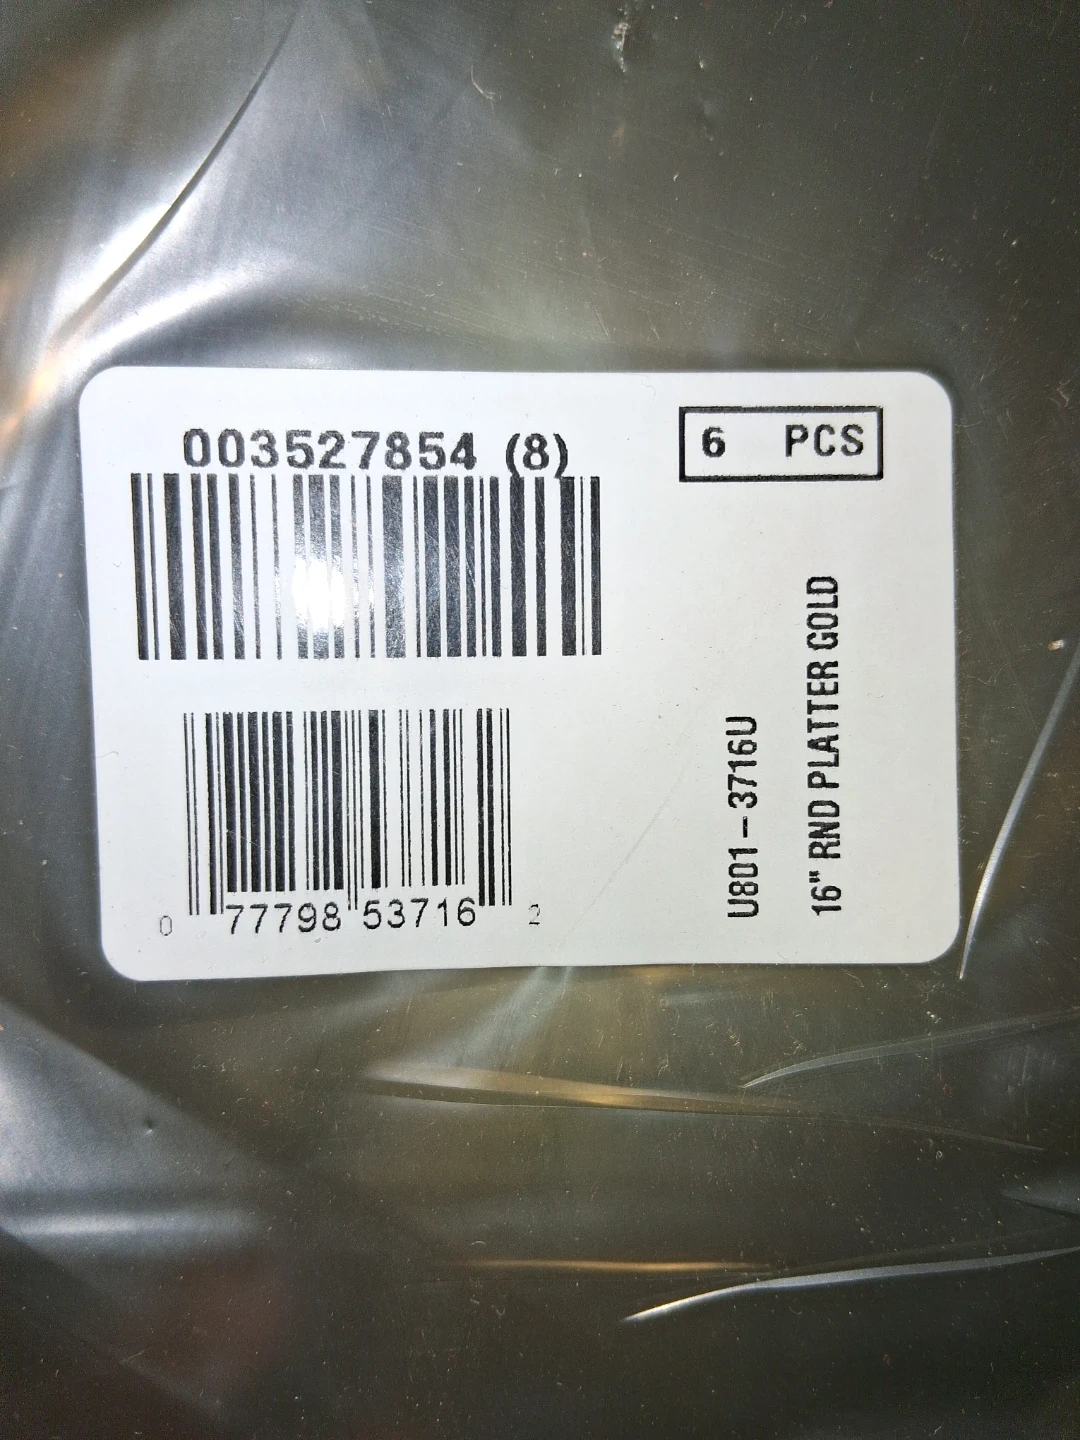 003527854 (8)
6 PCS
0 77798 53716 2
U801-3716U
16" RND PLATTER GOLD